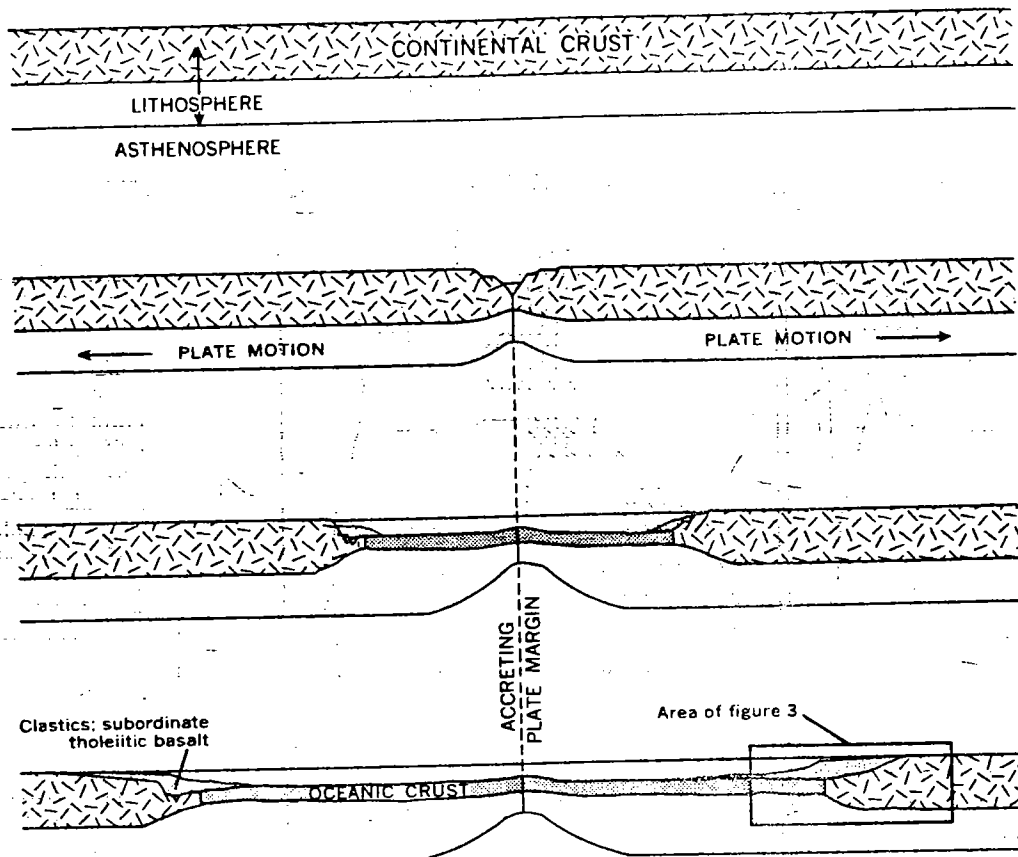 CONTINENTAL CRUST
LITHOSPHERE
ASTHENOSPHERE
PLATE MOTION
PLATE MOTION
ACCRETING
PLATE MARGIN
Clastics; subordinate
tholeiitic basalt
Area of figure 3
OCEANIC CRUST